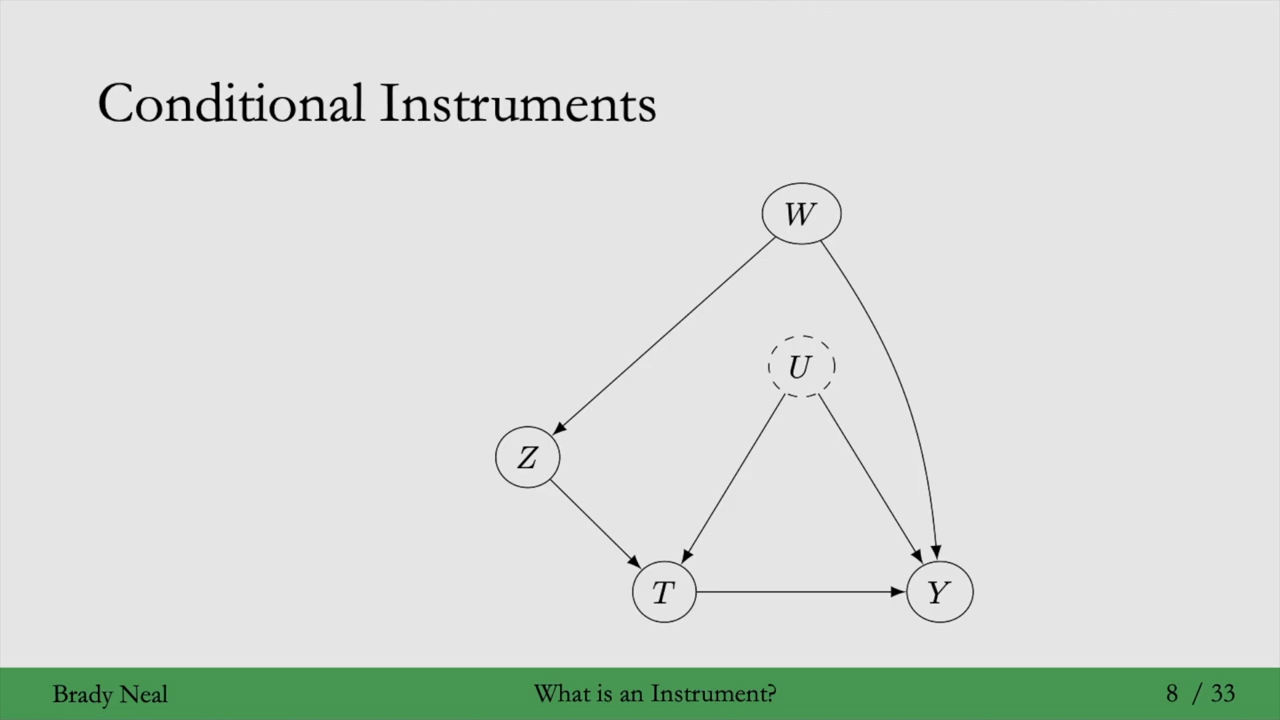 Conditional Instruments
W
U
Z
T
Y
Brady Neal
What is an Instrument?
8 / 33